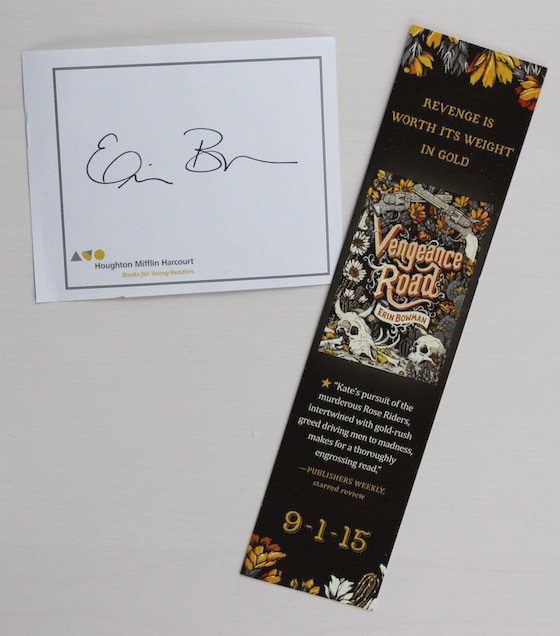 Erin B
Houghton Mifflin Harcourt
Books for Young Readers
REVENGE IS
WORTH ITS WEIGHT
IN GOLD
Vengeance
Road
ERIN BOWMAN
"Kate's pursuit of the
murderous Rose Riders,
intertwined with gold-rush
greed driving men to madness,
makes for a thoroughly
engrossing read."
—PUBLISHERS WEEKLY,
starred review
9-1-15